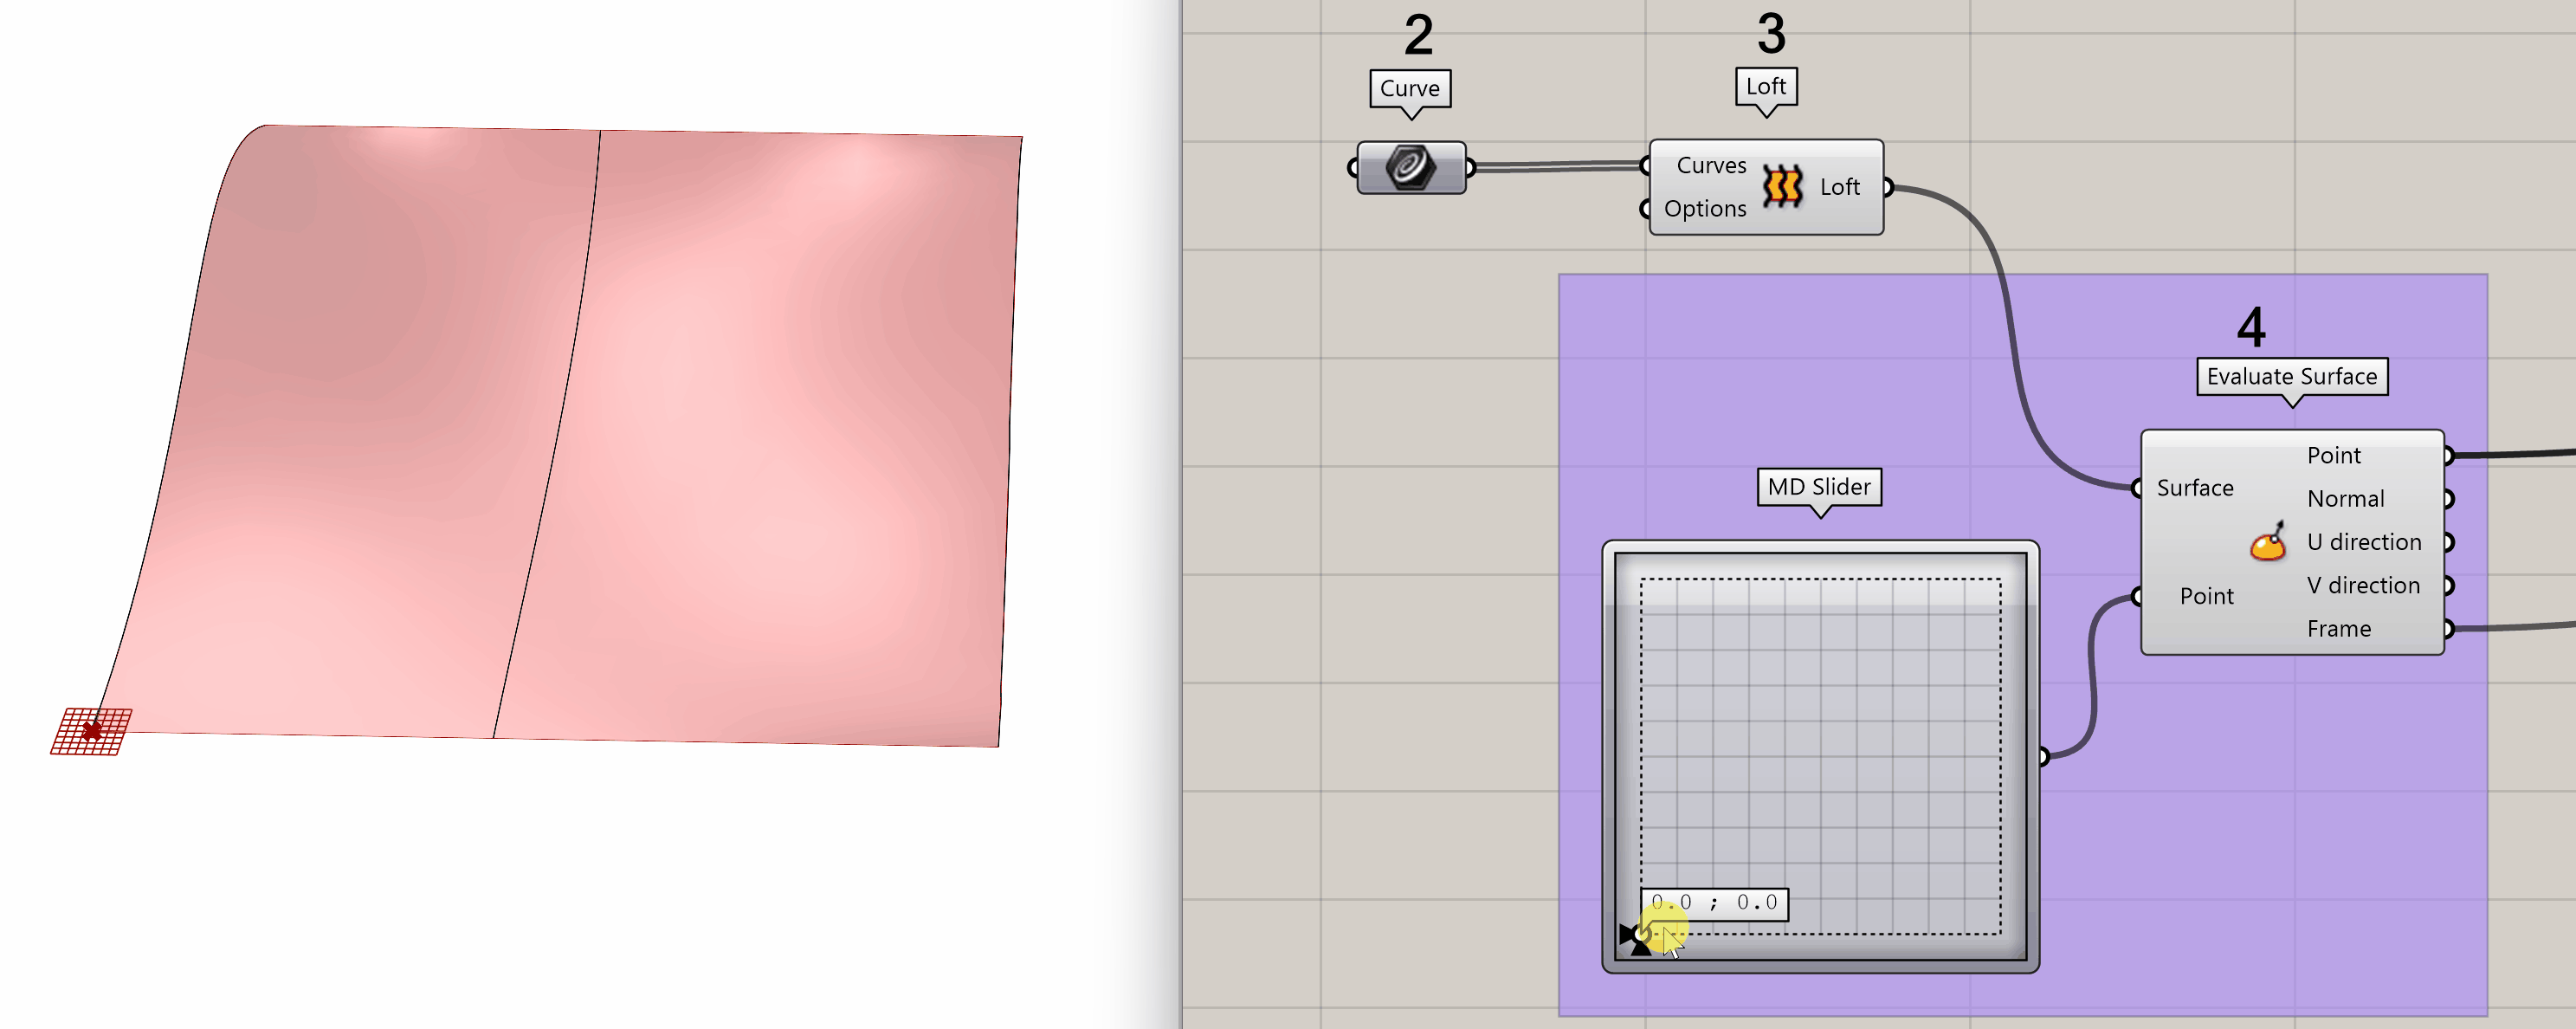 2
3
Curve
Loft
Curves
Loft
Options
4
Evaluate Surface
Point
Surface
Normal
MD Slider
U direction
V direction
Point
Frame
0.0 ; 0.0